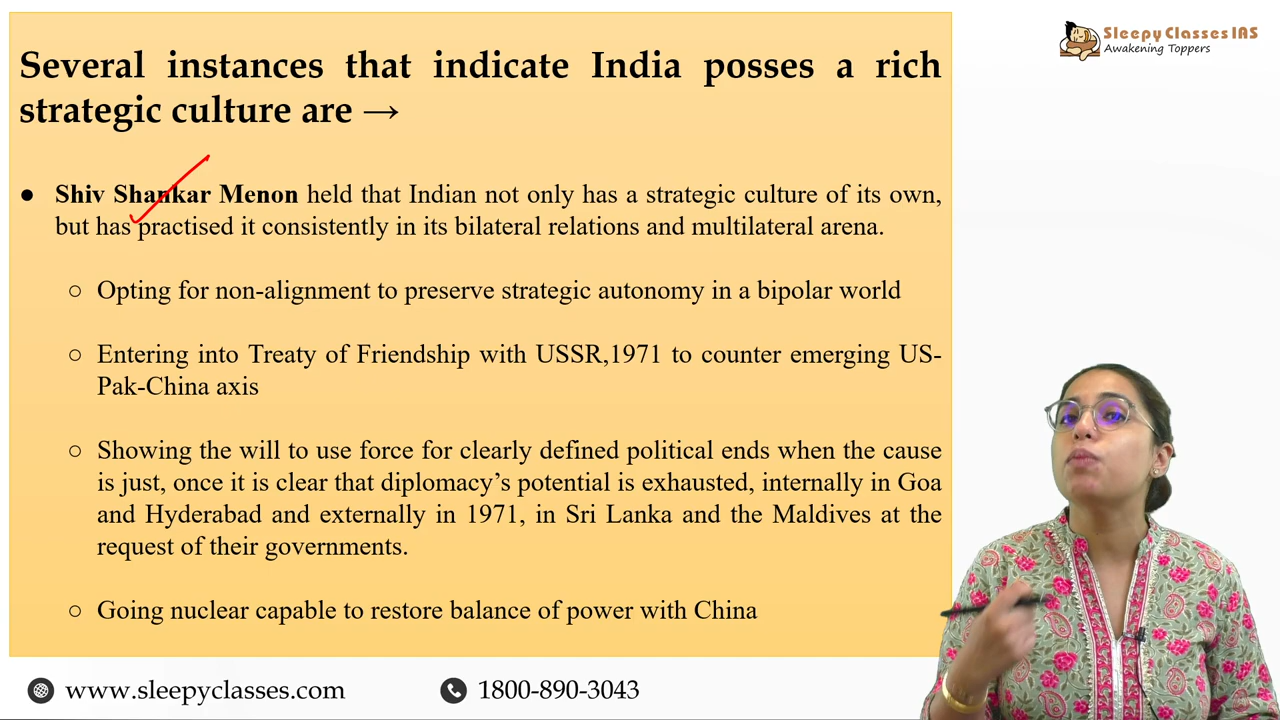 Sleepy Classes IAS
Awakening Toppers
Several instances that indicate India posses a rich
strategic culture are →
● Shiv Shankar Menon held that Indian not only has a strategic culture of its own,
but has practised it consistently in its bilateral relations and multilateral arena.
○ Opting for non-alignment to preserve strategic autonomy in a bipolar world
○ Entering into Treaty of Friendship with USSR,1971 to counter emerging US-
Pak-China axis
○ Showing the will to use force for clearly defined political ends when the cause
is just, once it is clear that diplomacy’s potential is exhausted, internally in Goa
and Hyderabad and externally in 1971, in Sri Lanka and the Maldives at the
request of their governments.
○ Going nuclear capable to restore balance of power with China
www.sleepyclasses.com
1800-890-3043